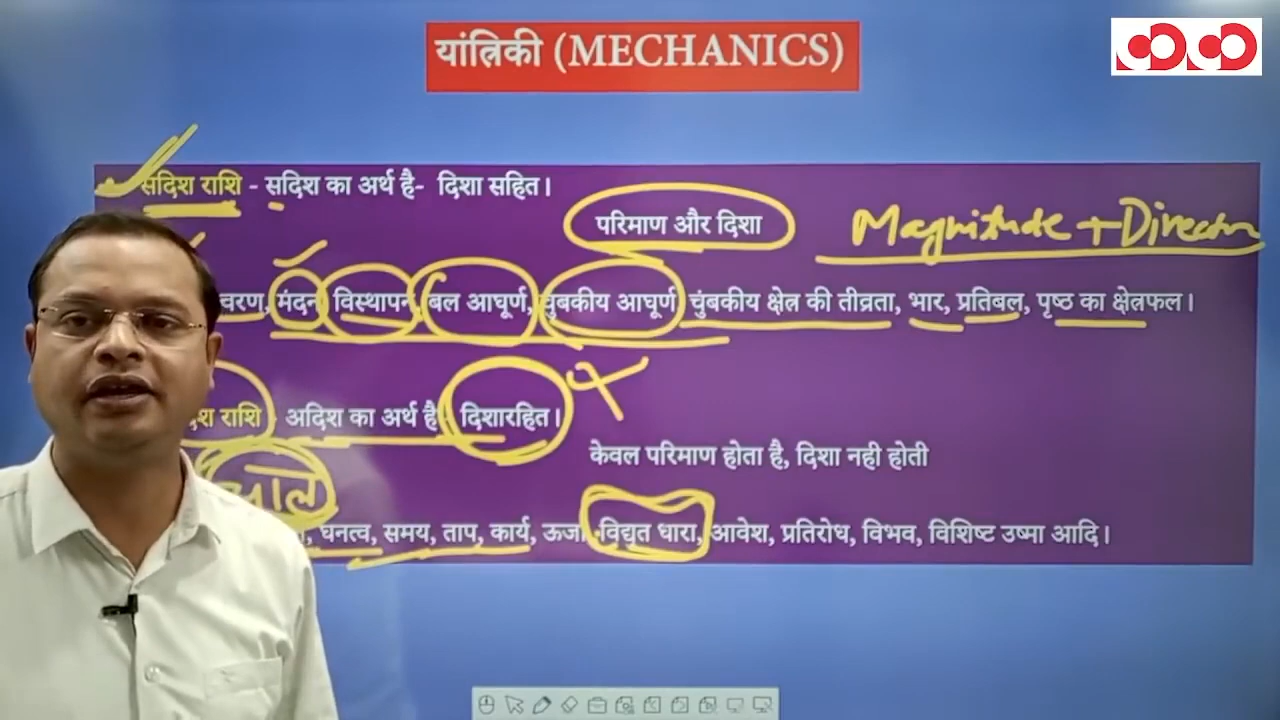 यांत्रिकी (MECHANICS)
सदिश राशि - सदिश का अर्थ है- दिशा सहित।
परिमाण और दिशा
Magnitude + Direction
मंदन, विस्थापन, बल आघूर्ण, चुंबकीय आघूर्ण, चुंबकीय क्षेत्र की तीव्रता, भार, प्रतिबल, पृष्ठ का क्षेत्रफल।
राशि - अदिश का अर्थ है- दिशारहित।
केवल परिमाण होता है, दिशा नही होती
चाल
घनत्व, समय, ताप, कार्य, ऊर्जा, विद्युत धारा, आवेश, प्रतिरोध, विभव, विशिष्ट उष्मा आदि।